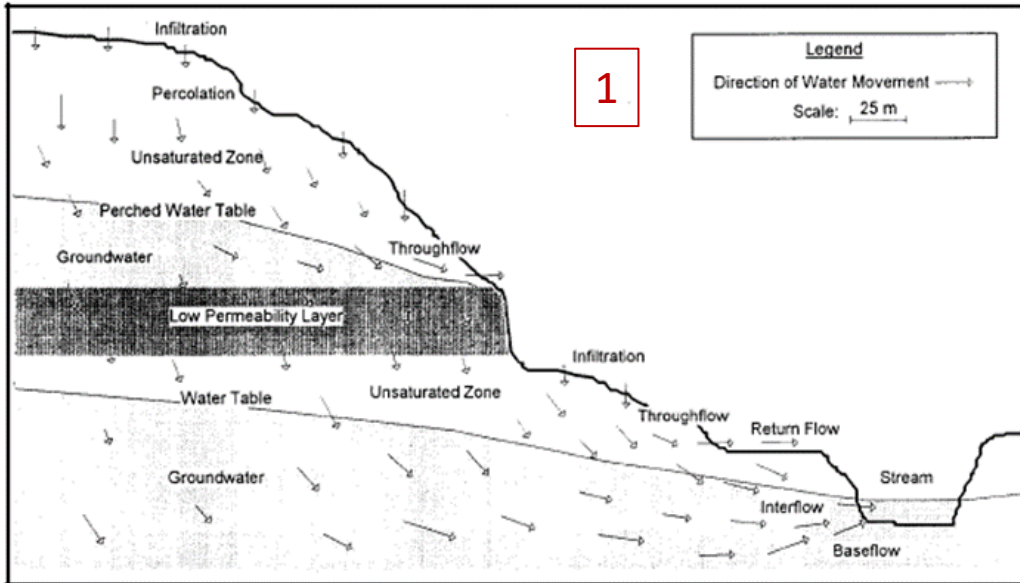 Infiltration
1
Legend
Direction of Water Movement
Scale: 25 m
Percolation
Unsaturated Zone
Perched Water Table
Throughflow
Groundwater
Low Permeability Layer
Infiltration
Unsaturated Zone
Water Table
Throughflow
Return Flow
Groundwater
Stream
Interflow
Baseflow